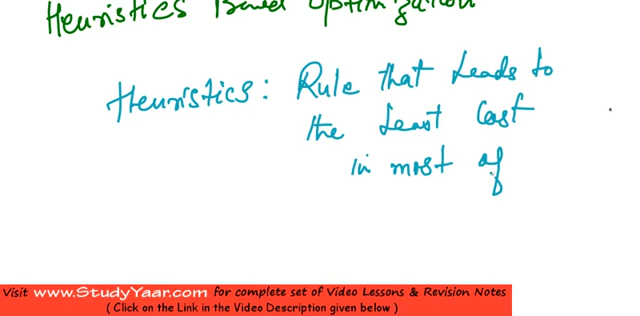 Heuristics Based Optimization
Heuristics: Rule that Leads to
the Least Cost
in most of
Visit www.StudyYaar.com for complete set of Video Lessons & Revision Notes
( Click on the Link in the Video Description given below )